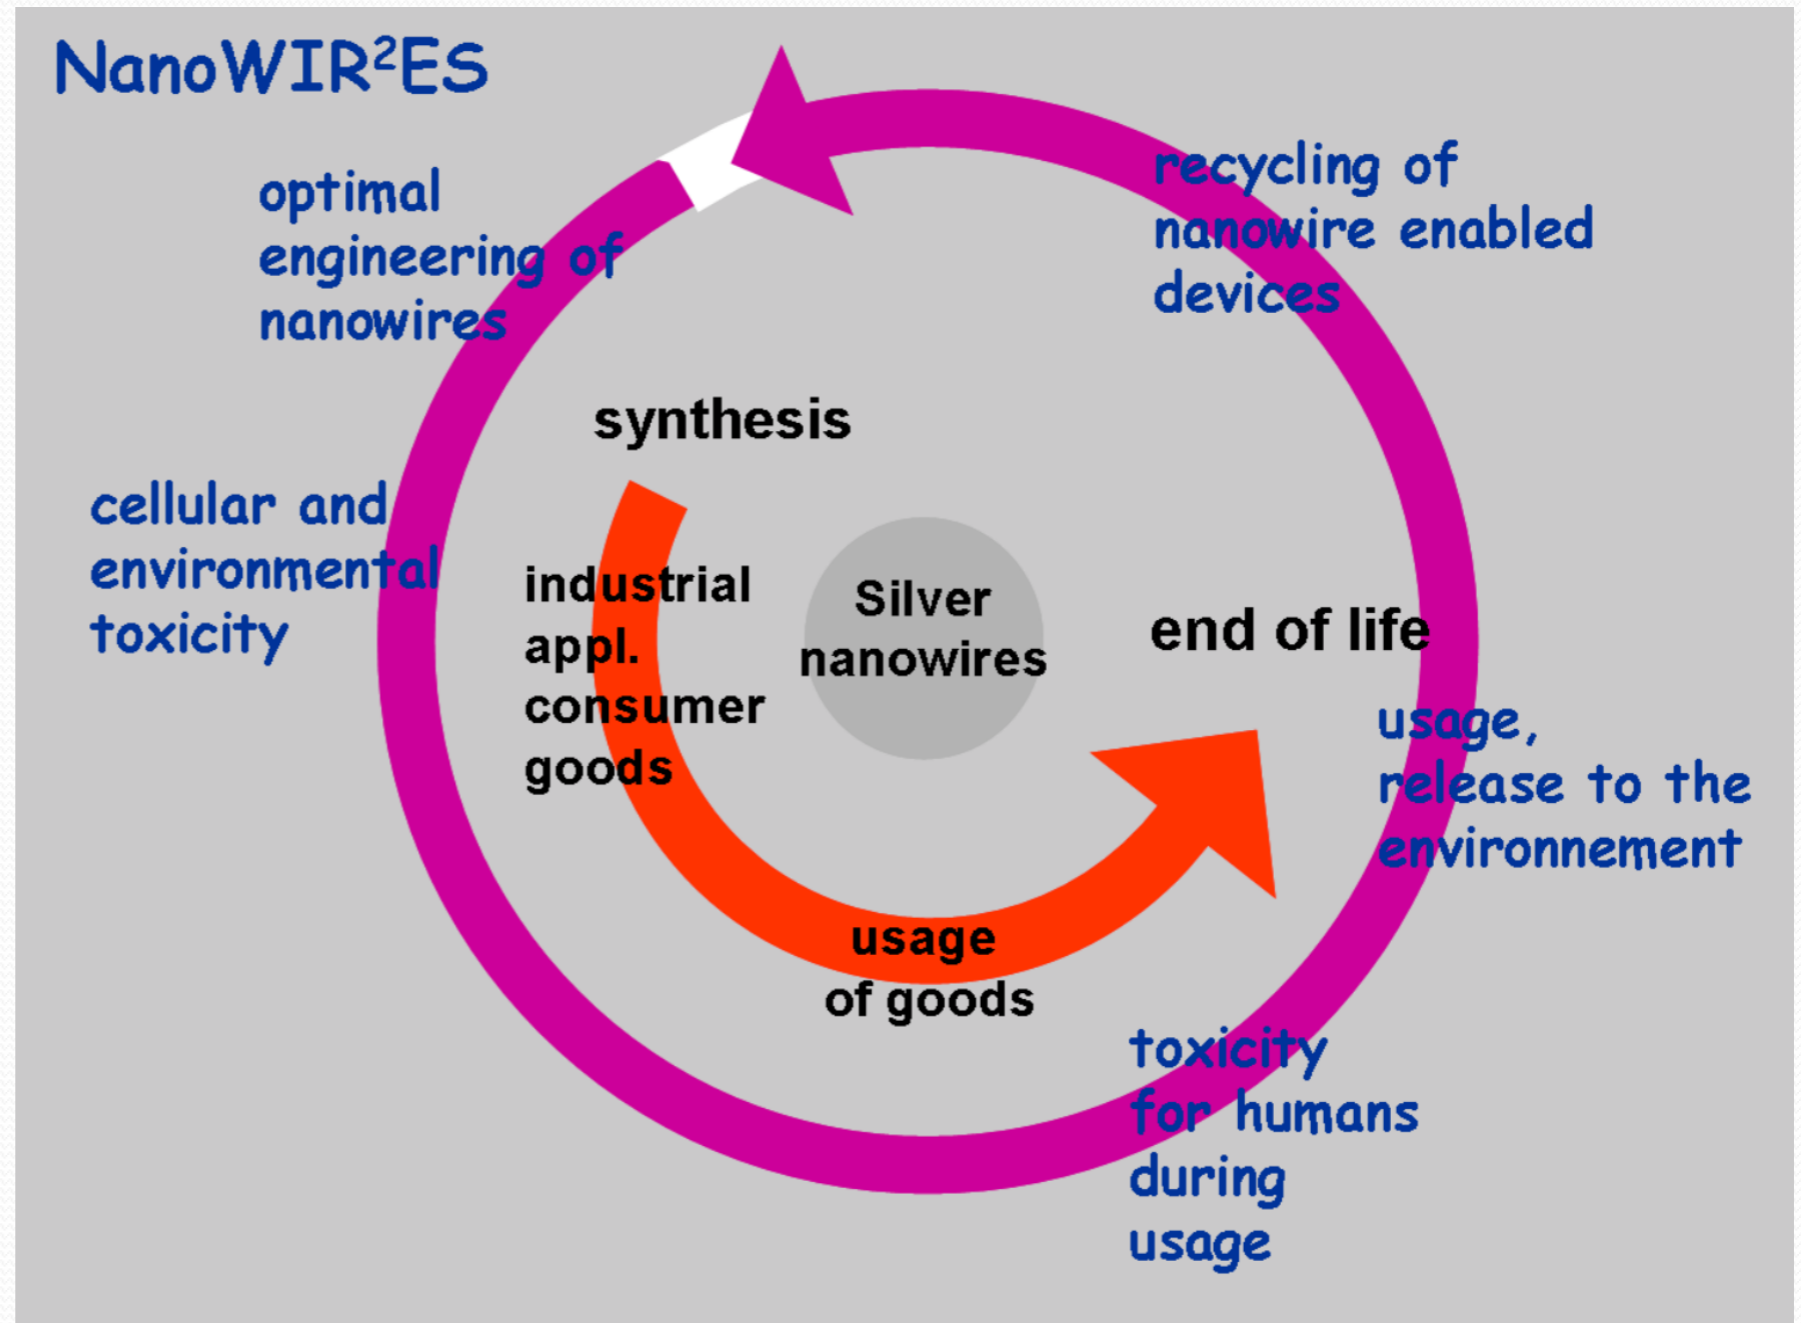 NanoWIR²ES
optimal
engineering of
nanowires
recycling of
nanowire enabled
devices
synthesis
cellular and
environmental
toxicity
industrial
appl.
consumer
goods
Silver
nanowires
end of life
usage,
release to the
environnement
usage
of goods
toxicity
for humans
during
usage